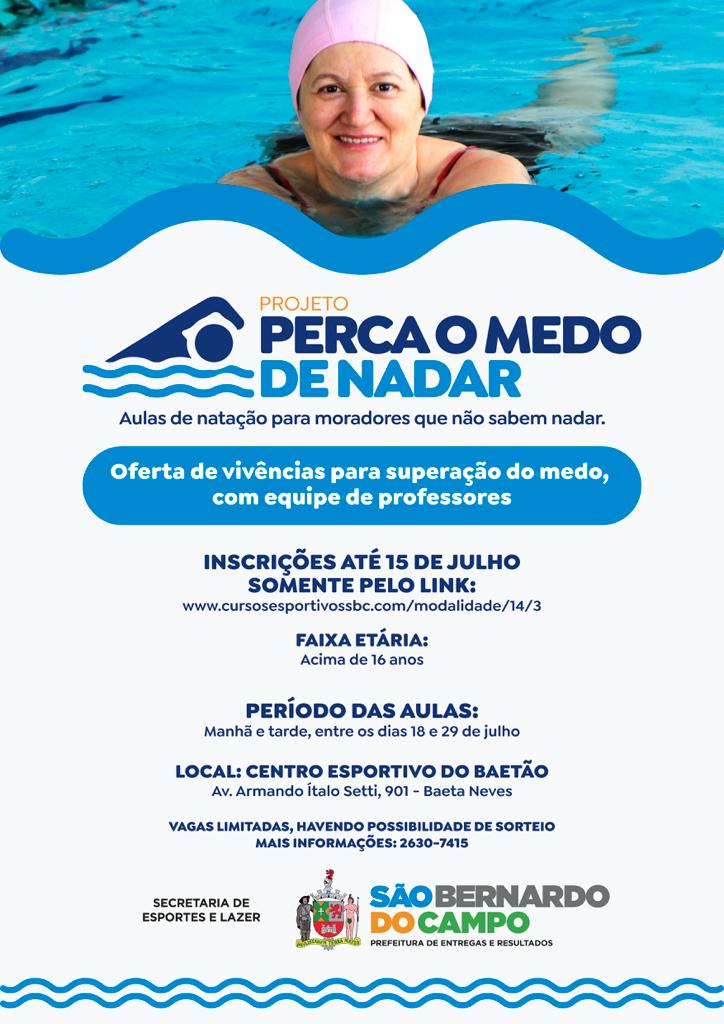 PROJETO
PERCA O MEDO
DE NADAR
Aulas de natação para moradores que não sabem nadar.
Oferta de vivências para superação do medo,
com equipe de professores
INSCRIÇÕES ATÉ 15 DE JULHO
SOMENTE PELO LINK:
www.cursosesportivossbc.com/modalidade/14/3
FAIXA ETÁRIA:
Acima de 16 anos
PERÍODO DAS AULAS:
Manhã e tarde, entre os dias 18 e 29 de julho
LOCAL: CENTRO ESPORTIVO DO BAETÃO
Av. Armando Ítalo Setti, 901 - Baeta Neves
VAGAS LIMITADAS, HAVENDO POSSIBILIDADE DE SORTEIO
MAIS INFORMAÇÕES: 2630-7415
SECRETARIA DE
ESPORTES E LAZER
SÃO BERNARDO
DO CAMPO
PREFEITURA DE ENTREGAS E RESULTADOS